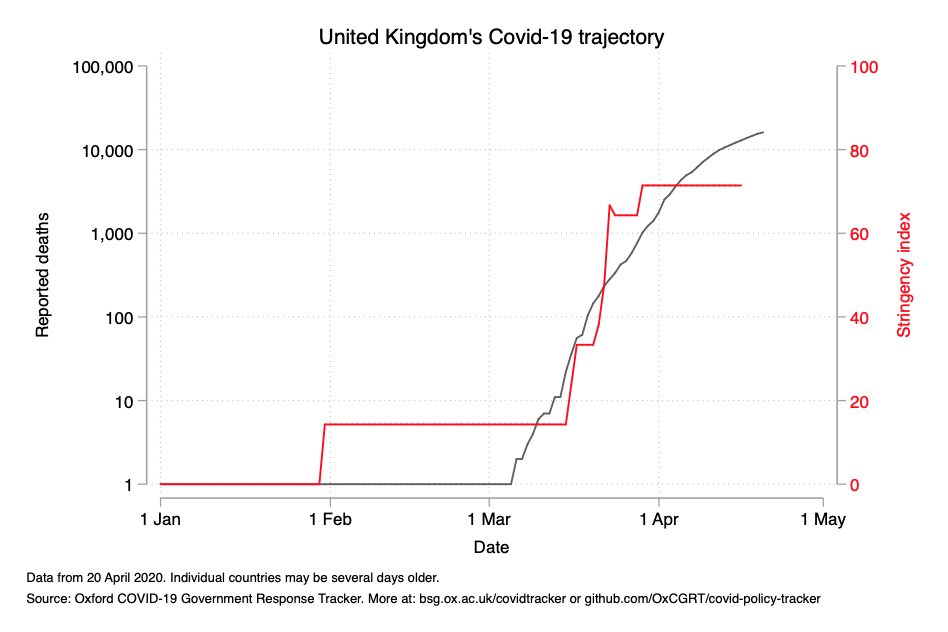 United Kingdom's Covid-19 trajectory
100,000
10,000
1,000
100
10
1
Reported deaths
100
80
60
40
20
0
Stringency index
1 Jan
1 Feb
1 Mar
1 Apr
1 May
Date
Data from 20 April 2020. Individual countries may be several days older.
Source: Oxford COVID-19 Government Response Tracker. More at: bsg.ox.ac.uk/covidtracker or github.com/OxCGRT/covid-policy-tracker